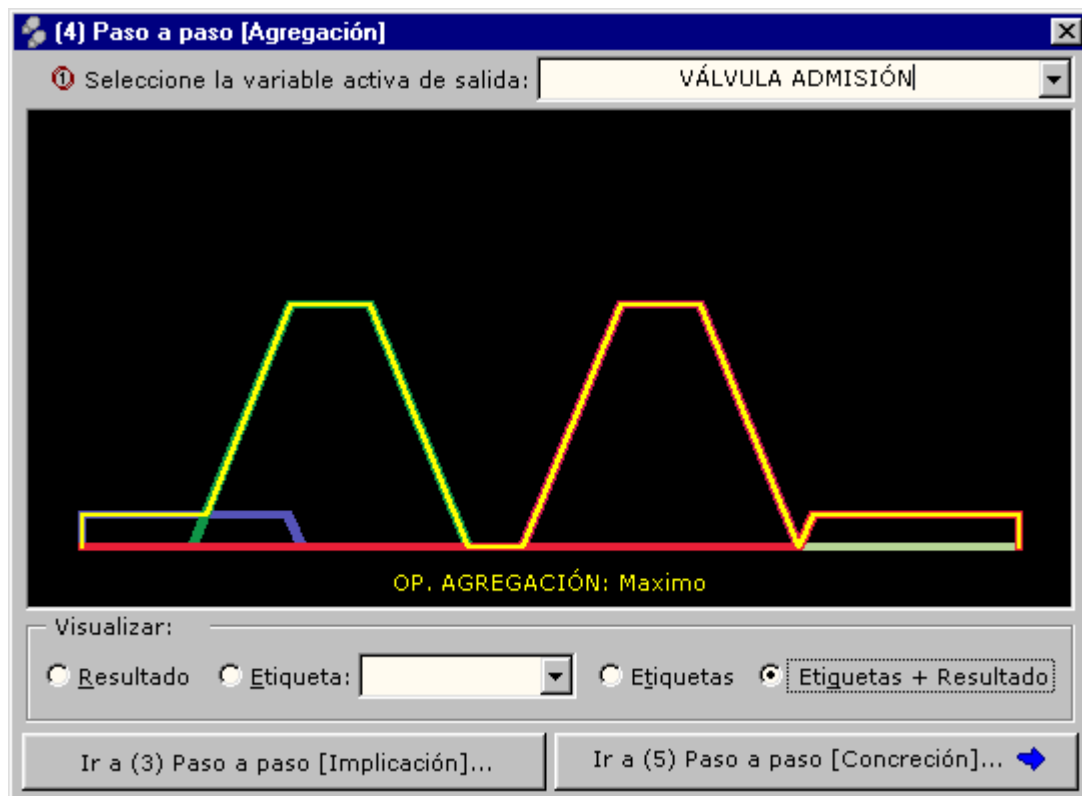 (4) Paso a paso [Agregación]
① Seleccione la variable activa de salida: VÁLVULA ADMISIÓN
OP. AGREGACIÓN: Maximo
Visualizar:
Resultado Etiqueta: Etiquetas Etiquetas + Resultado
Ir a (3) Paso a paso [Implicación]... Ir a (5) Paso a paso [Concreción]...